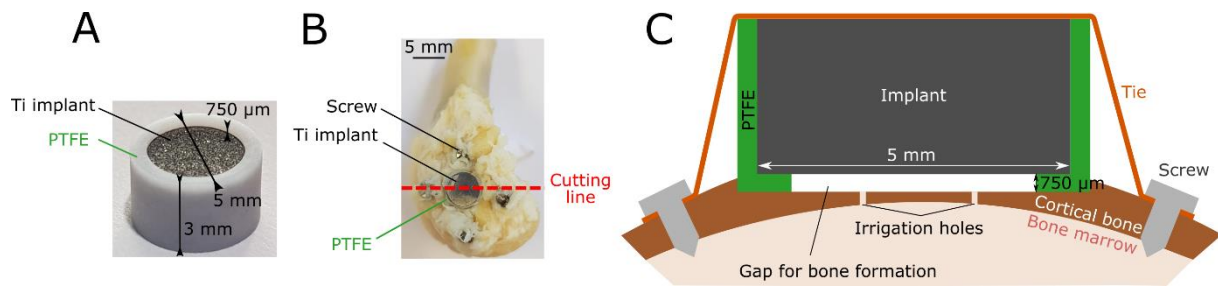 A
Ti implant
PTFE
750 µm
5 mm
3 mm
B
5 mm
Screw
Ti implant
PTFE
Cutting
line
C
PTFE
Implant
5 mm
Tie
Screw
750 µm
Cortical bone
Bone marrow
Irrigation holes
Gap for bone formation